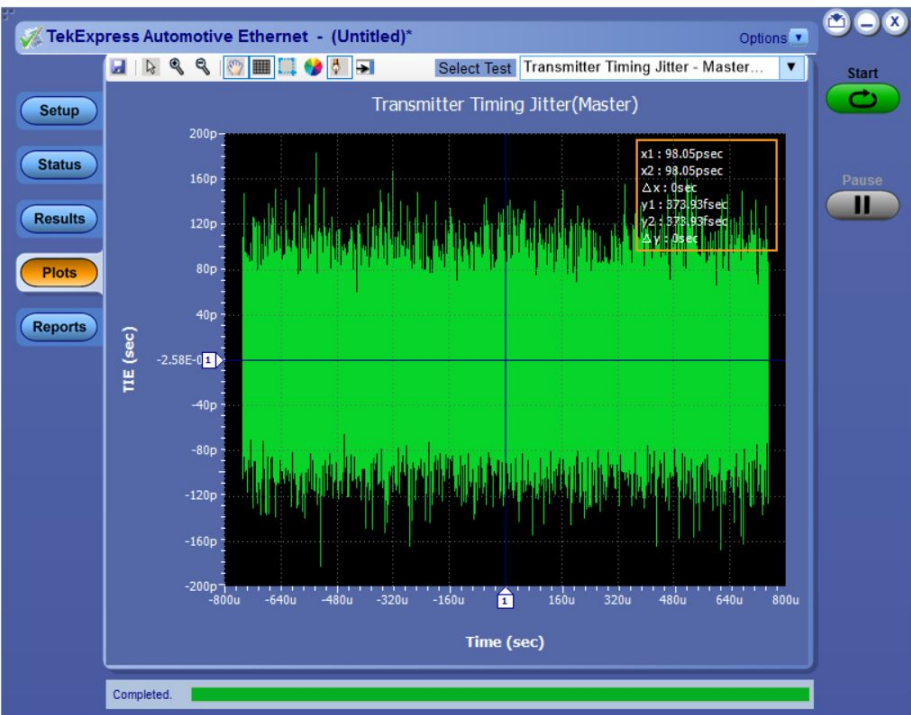 TekExpress Automotive Ethernet - (Untitled)*
Options
Select Test Transmitter Timing Jitter - Master...
Start
Pause
Setup
Status
Results
Plots
Reports
Transmitter Timing Jitter(Master)
x1 : 98.05psec
x2 : 98.05psec
Δx : 0sec
y1 : 373.93fsec
y2 : 373.93fsec
Δy : 0sec
TIE (sec)
200p
160p
120p
80p
40p
-2.58E-0
1
-40p
-80p
-120p
-160p
-200p
-800u -640u -480u -320u -160u 1 160u 320u 480u 640u 800u
Time (sec)
Completed.